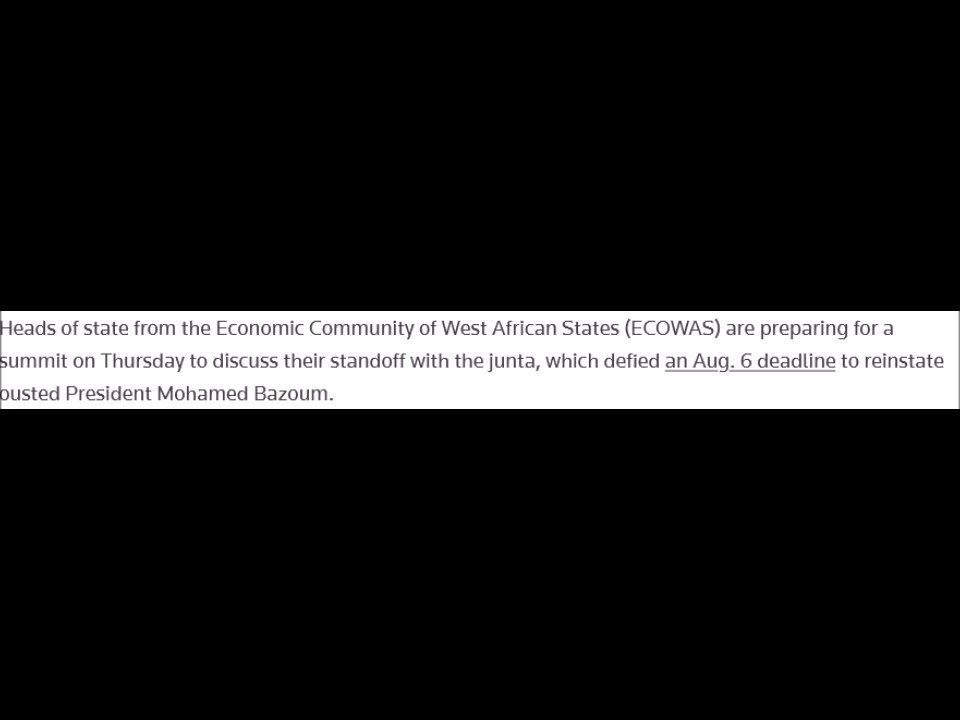 Heads of state from the Economic Community of West African States (ECOWAS) are preparing for a
summit on Thursday to discuss their standoff with the junta, which defied an Aug. 6 deadline to reinstate
ousted President Mohamed Bazoum.